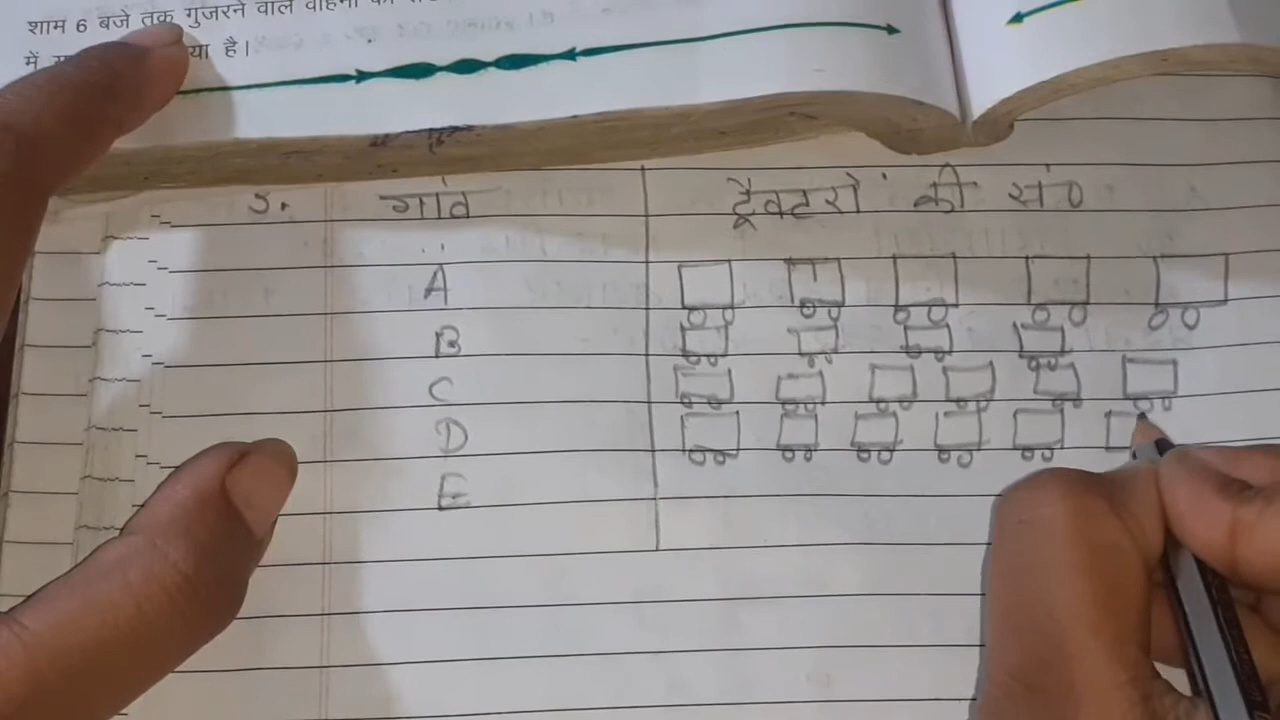 शाम 6 बजे तक गुजरने वाले वाहनों
में या है।
उ. गांव ट्रैक्टरों की सं०
A
B
C
D
E